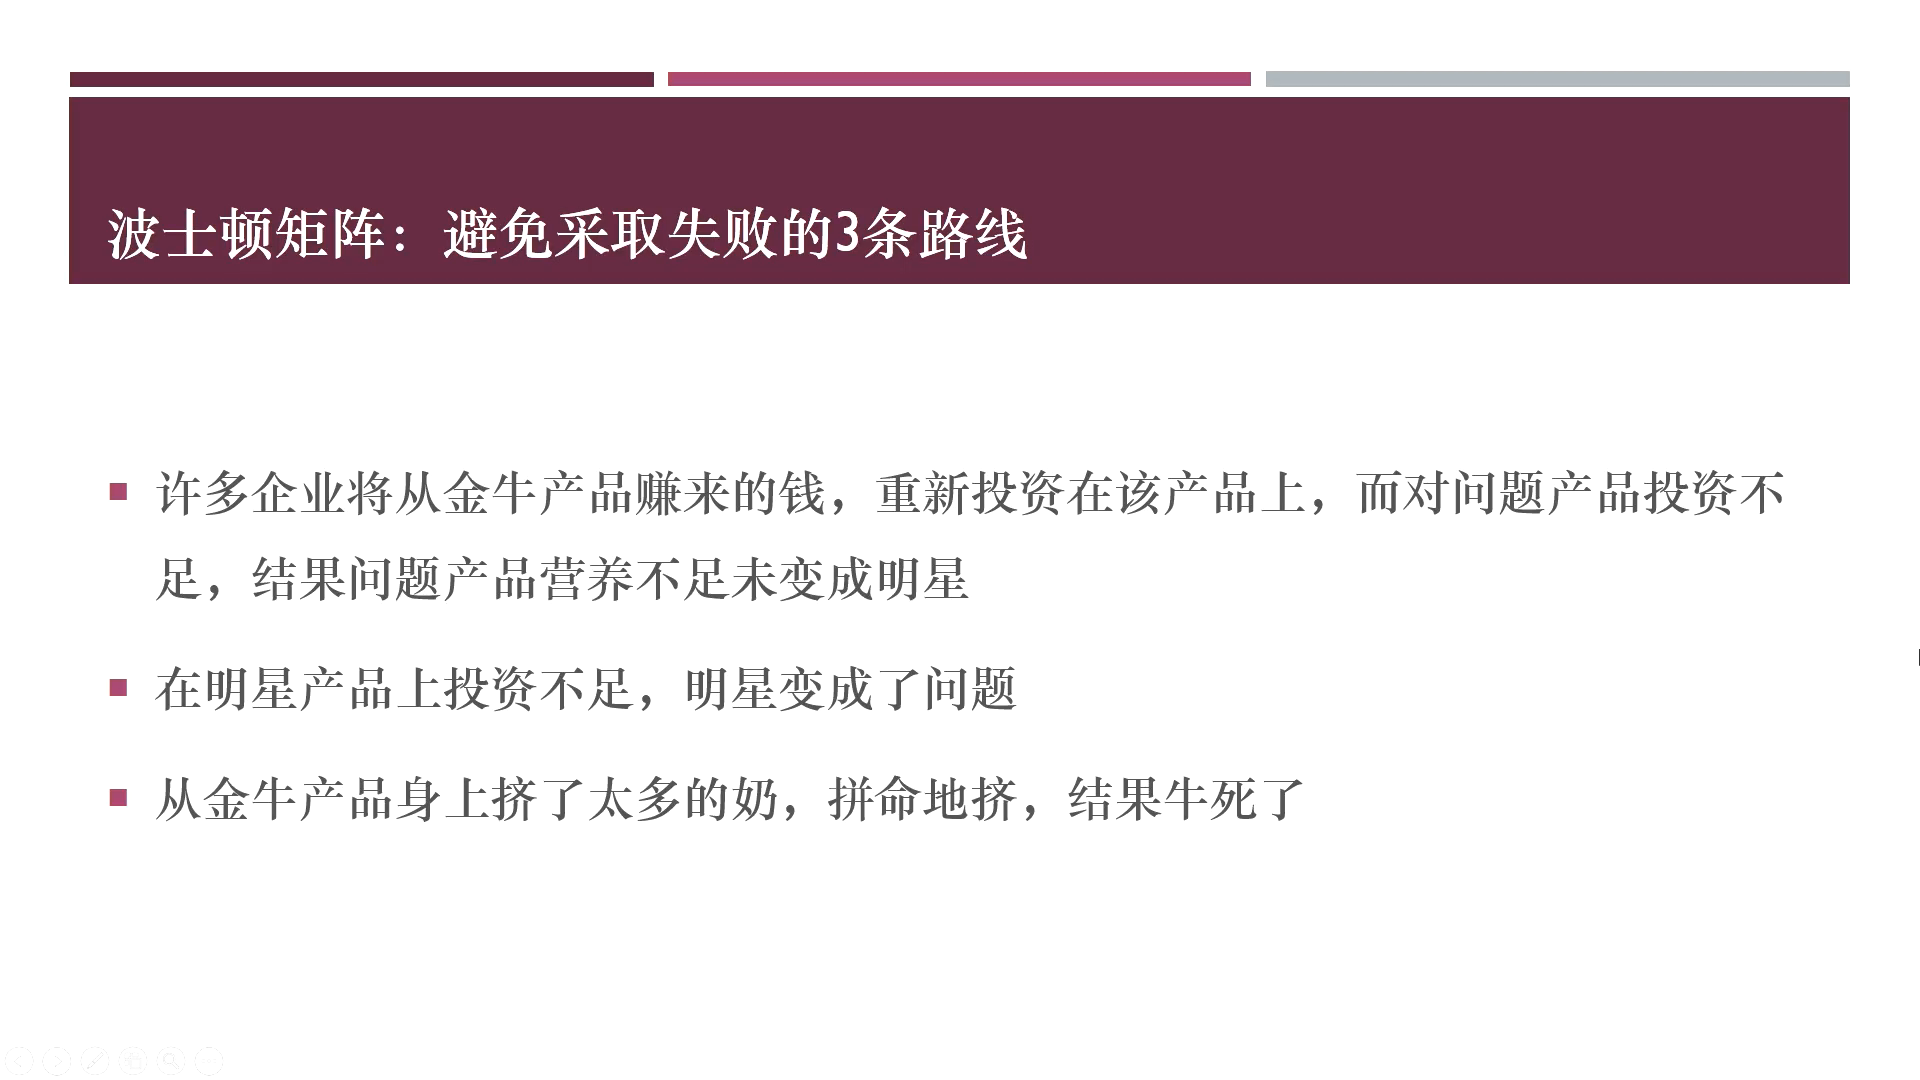 波士顿矩阵：避免采取失败的3条路线
许多企业将从金牛产品赚来的钱，重新投资在该产品上，而对问题产品投资不
足，结果问题产品营养不足未变成明星
在明星产品上投资不足，明星变成了问题
从金牛产品身上挤了太多的奶，拼命地挤，结果牛死了